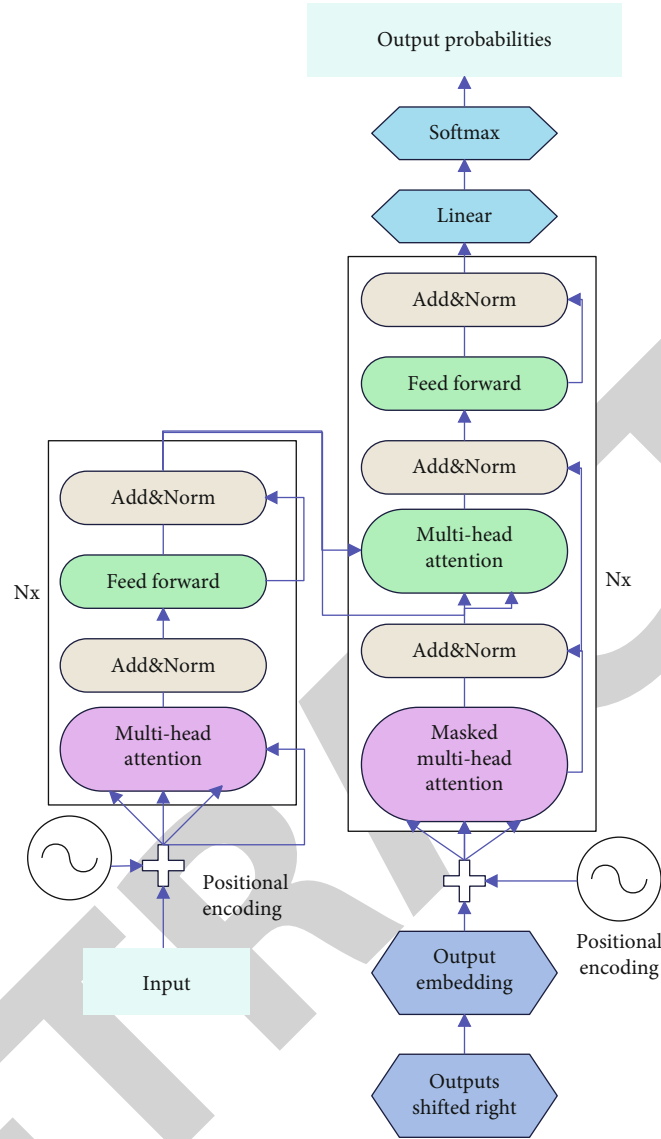 Output probabilities
Softmax
Linear
Add&Norm
Feed forward
Add&Norm
Multi-head
attention
Add&Norm
Masked
multi-head
attention
Nx
Add&Norm
Feed forward
Add&Norm
Multi-head
attention
Nx
Positional
encoding
Input
Positional
encoding
Output
embedding
Outputs
shifted right